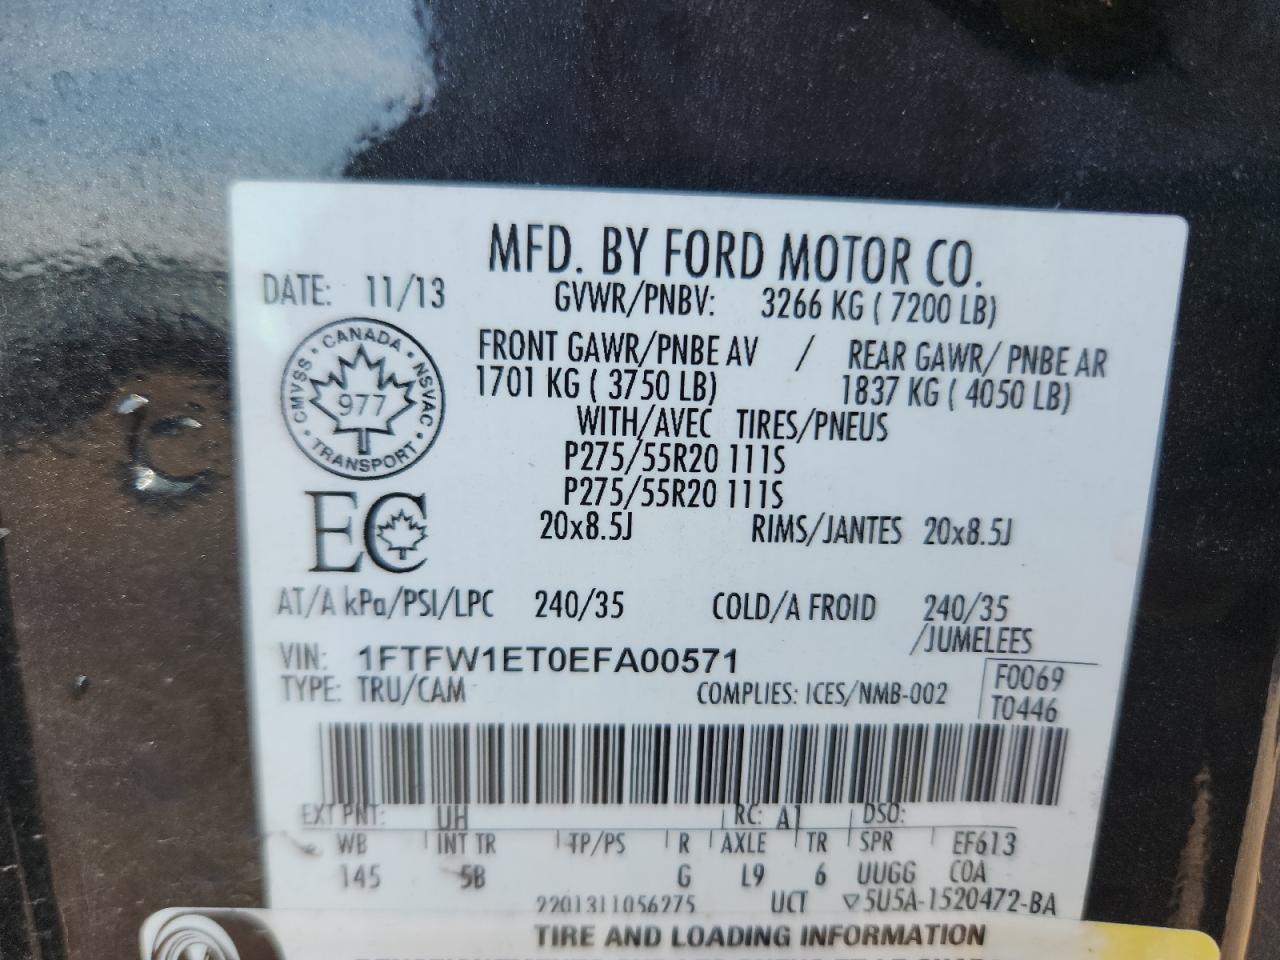 MFD. BY FORD MOTOR CO.
DATE: 11/13 GVWR/PNBV: 3266 KG ( 7200 LB)
FRONT GAWR/PNBE AV / REAR GAWR/ PNBE AR
1701 KG ( 3750 LB) 1837 KG ( 4050 LB)
WITH/AVEC TIRES/PNEUS
P275/55R20 111S
P275/55R20 111S
20x8.5J RIMS/JANTES 20x8.5J
CMVSS • CANADA • NSVAC • TRANSPORT •
977
EC
AT/A kPa/PSI/LPC 240/35 COLD/A FROID 240/35
/JUMELEES
VIN: 1FTFW1ET0EFA00571
F0069
TYPE: TRU/CAM COMPLIES: ICES/NMB-002
T0446
EXT PNT: UH RC: A1 DSO:
WB INT TR TP/PS R AXLE TR SPR EF613
145 5B G L9 6 UUGG COA
2201311056275 UCT ▽5U5A-1520472-BA
TIRE AND LOADING INFORMATION